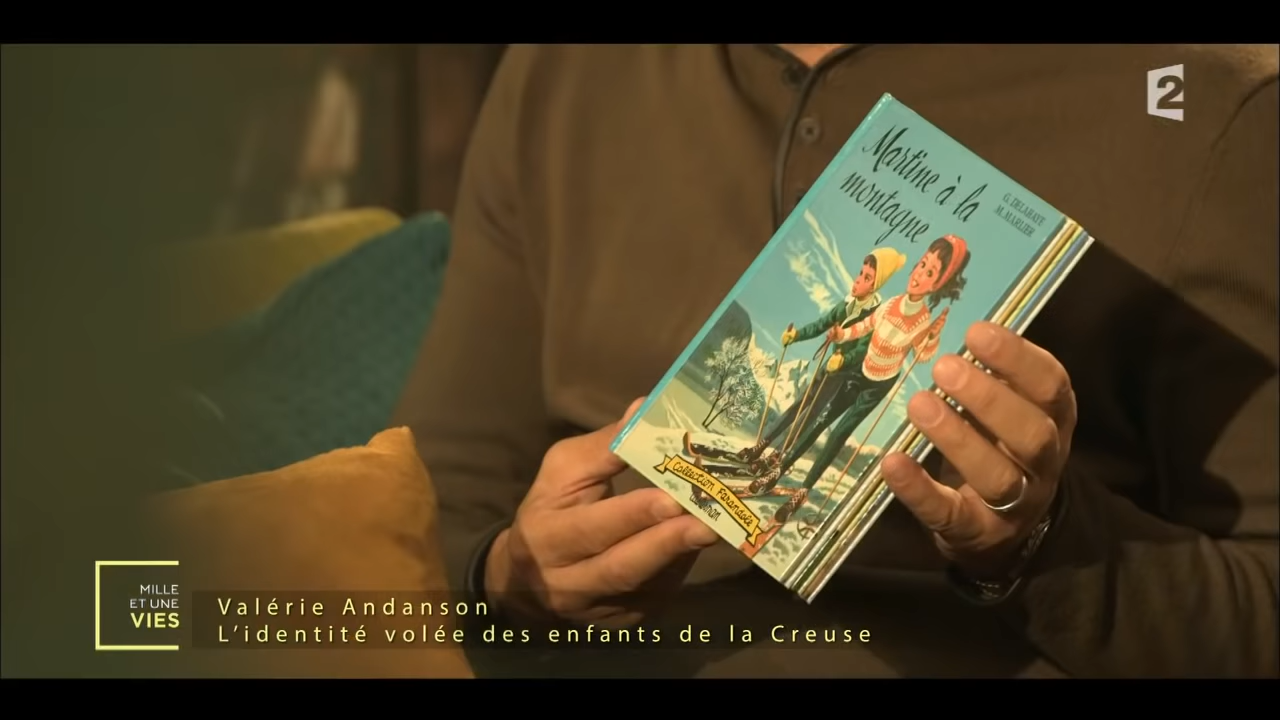 2
Martine à la
montagne
G. DELAHAYE
M. MARLIER
Collection Farandole
casterman
MILLE
ET UNE
VIES
Valérie Andanson
L'identité volée des enfants de la Creuse